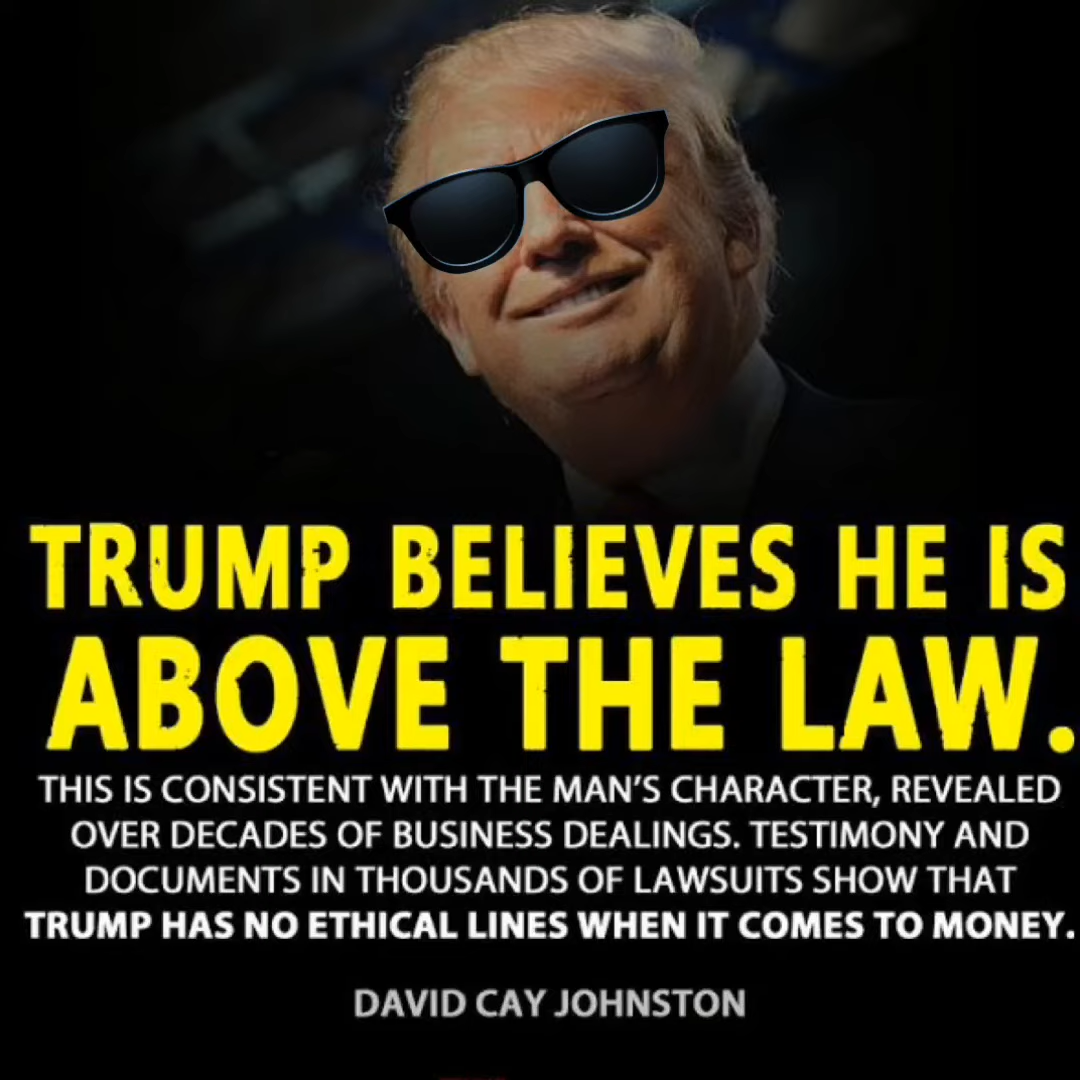 TRUMP BELIEVES HE IS
ABOVE THE LAW.
THIS IS CONSISTENT WITH THE MAN’S CHARACTER, REVEALED
OVER DECADES OF BUSINESS DEALINGS. TESTIMONY AND
DOCUMENTS IN THOUSANDS OF LAWSUITS SHOW THAT
TRUMP HAS NO ETHICAL LINES WHEN IT COMES TO MONEY.
DAVID CAY JOHNSTON